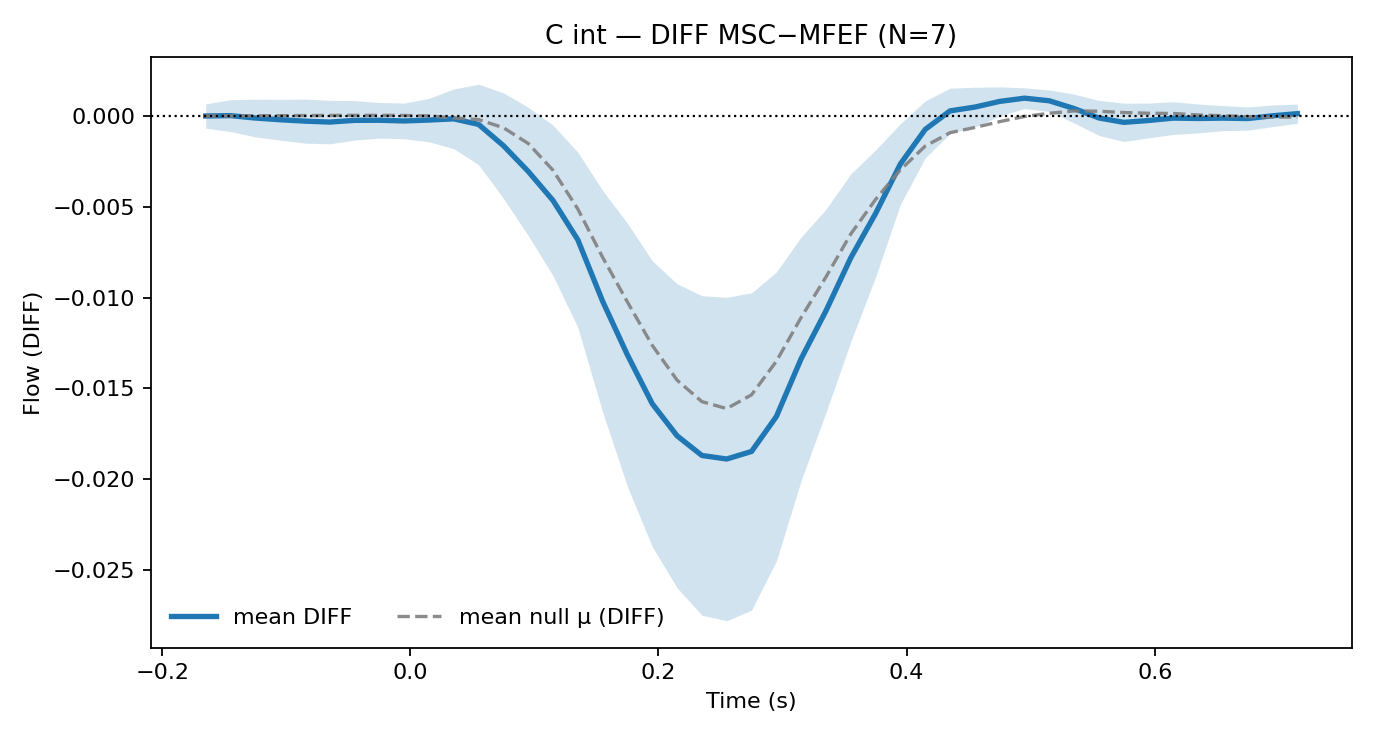 C int — DIFF MSC−MFEF (N=7)
0.000
−0.005
−0.010
−0.015
−0.020
−0.025
Flow (DIFF)
mean DIFF
mean null μ (DIFF)
−0.2
0.0
0.2
0.4
0.6
Time (s)